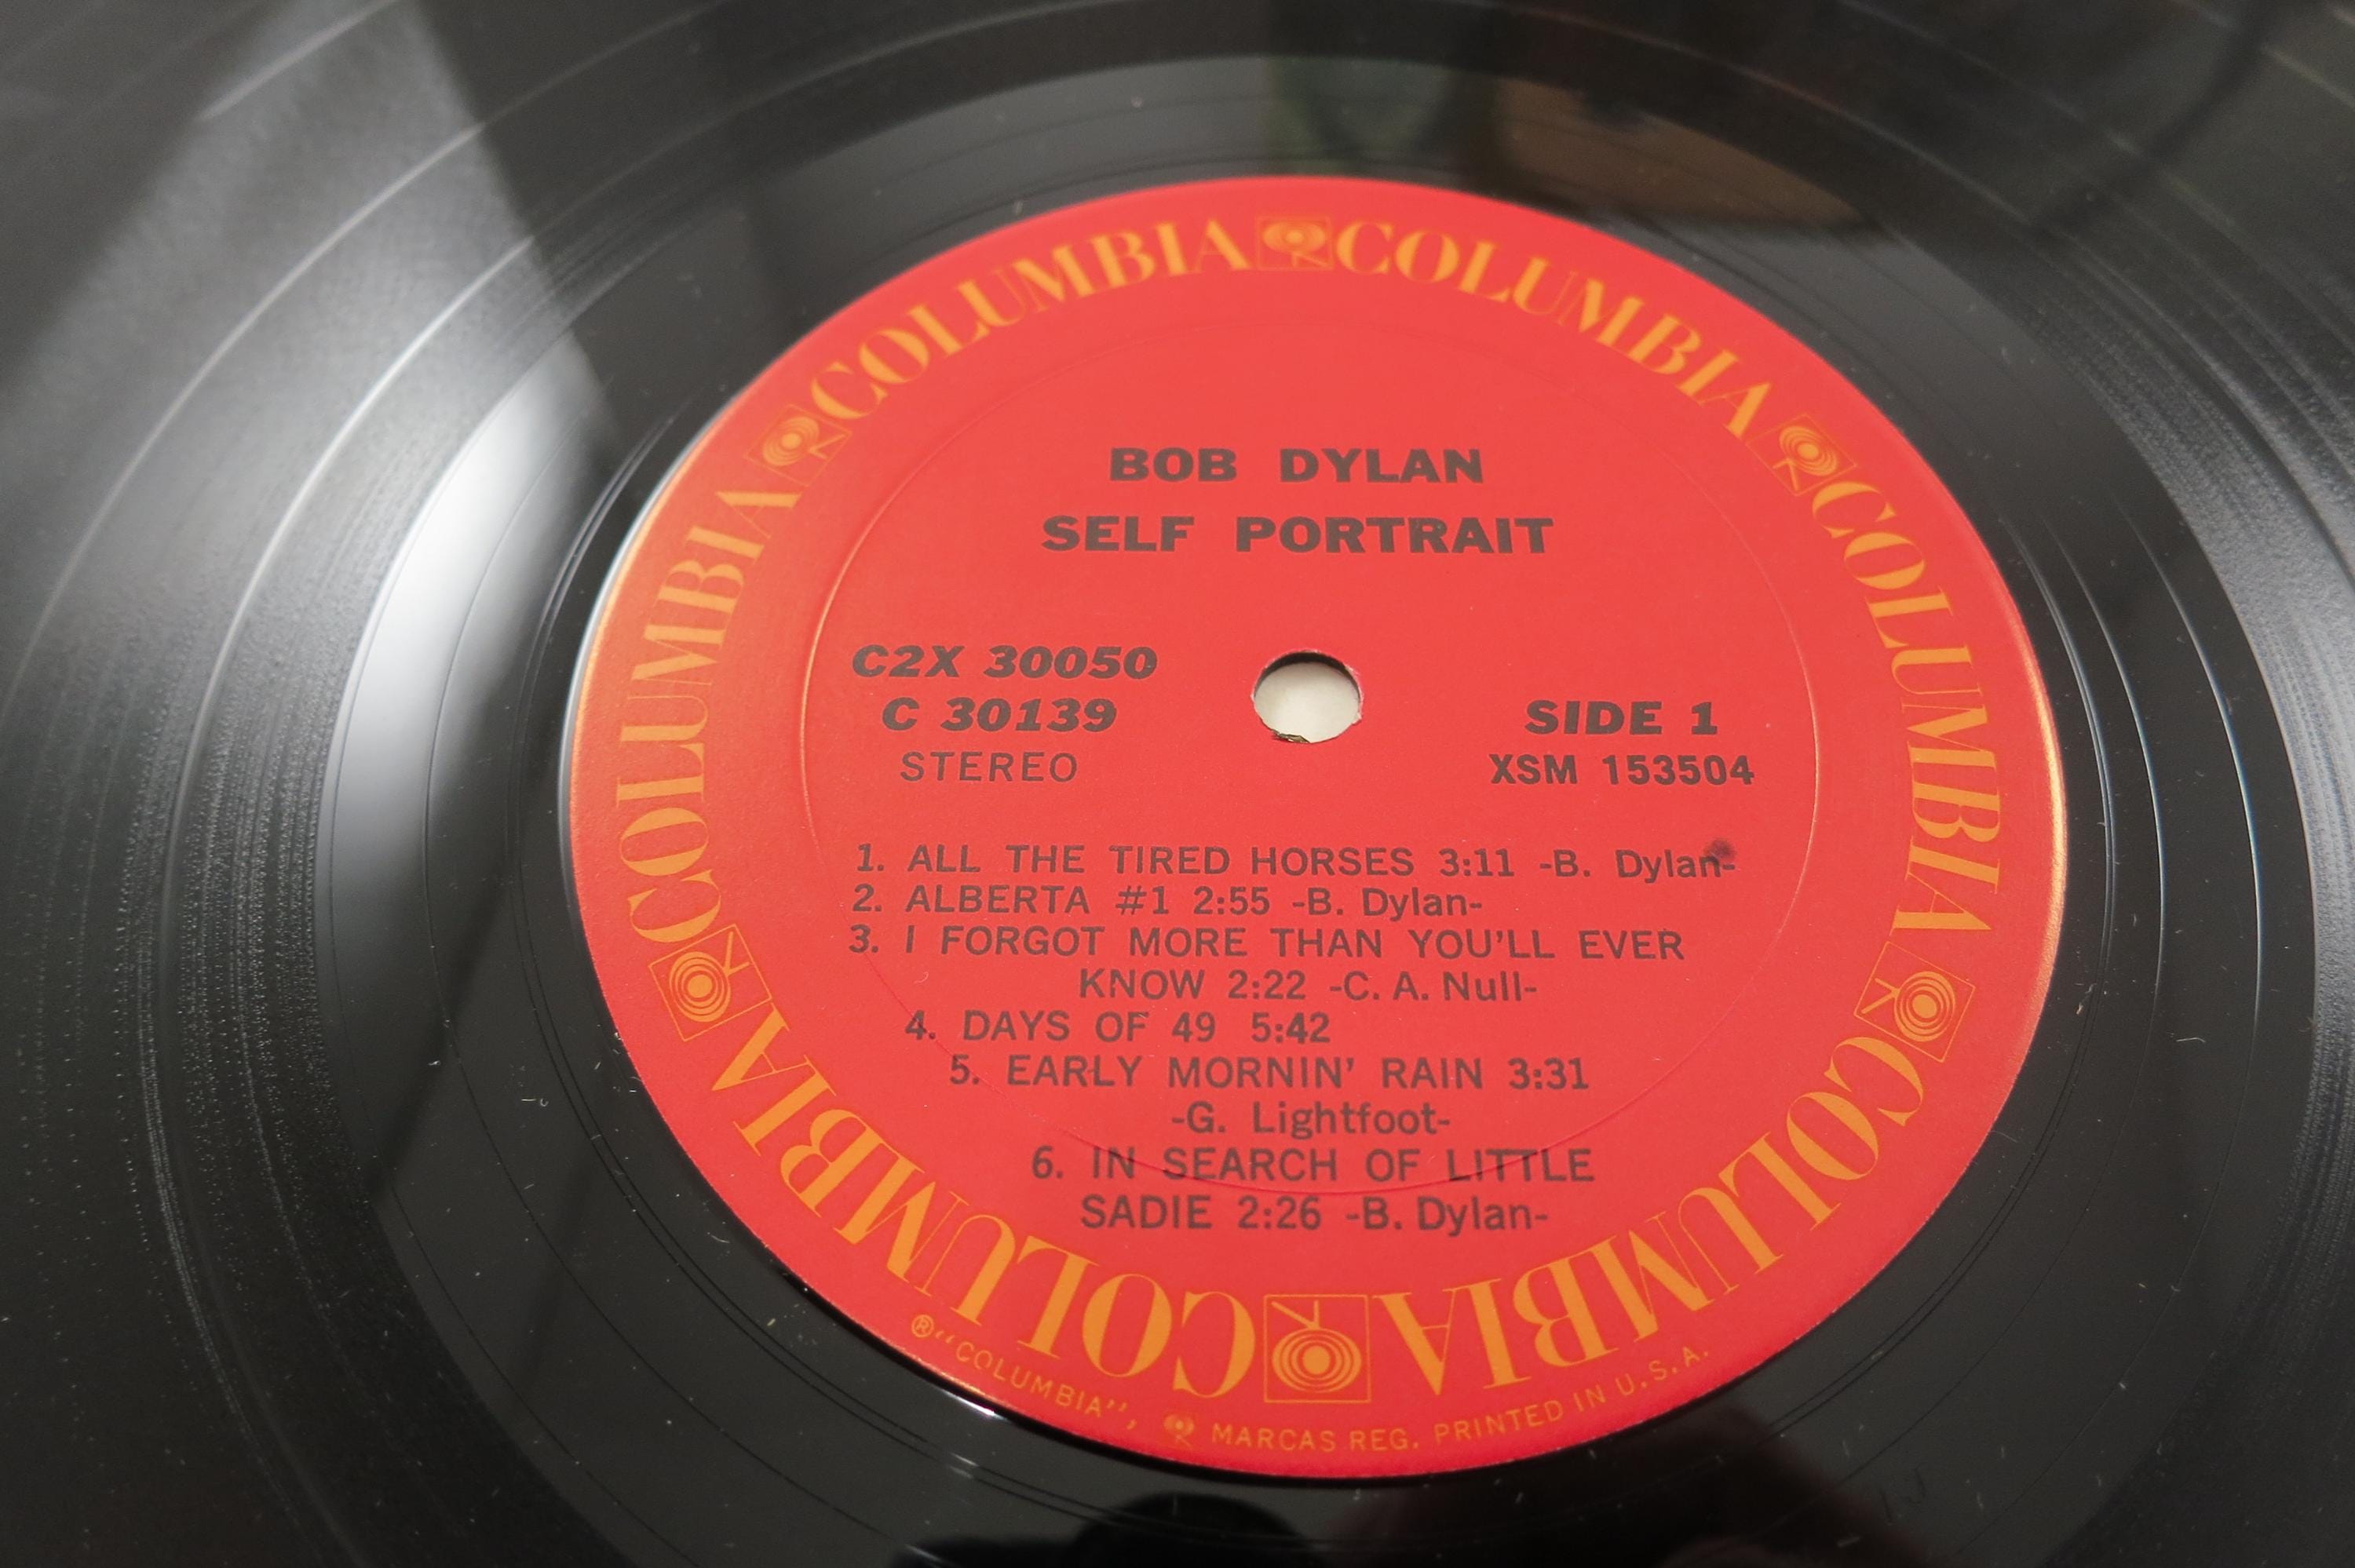 COLUMBIA COLUMBIA COLUMBIA COLUMBIA COLUMBIA COLUMBIA
BOB DYLAN
SELF PORTRAIT
C2X 30050
C 30139
STEREO
SIDE 1
XSM 153504
1. ALL THE TIRED HORSES 3:11 -B. Dylan-
2. ALBERTA #1 2:55 -B. Dylan-
3. I FORGOT MORE THAN YOU'LL EVER
KNOW 2:22 -C. A. Null-
4. DAYS OF 49 5:42
5. EARLY MORNIN' RAIN 3:31
-G. Lightfoot-
6. IN SEARCH OF LITTLE
SADIE 2:26 -B. Dylan-
® "COLUMBIA", MARCAS REG. PRINTED IN U.S.A.